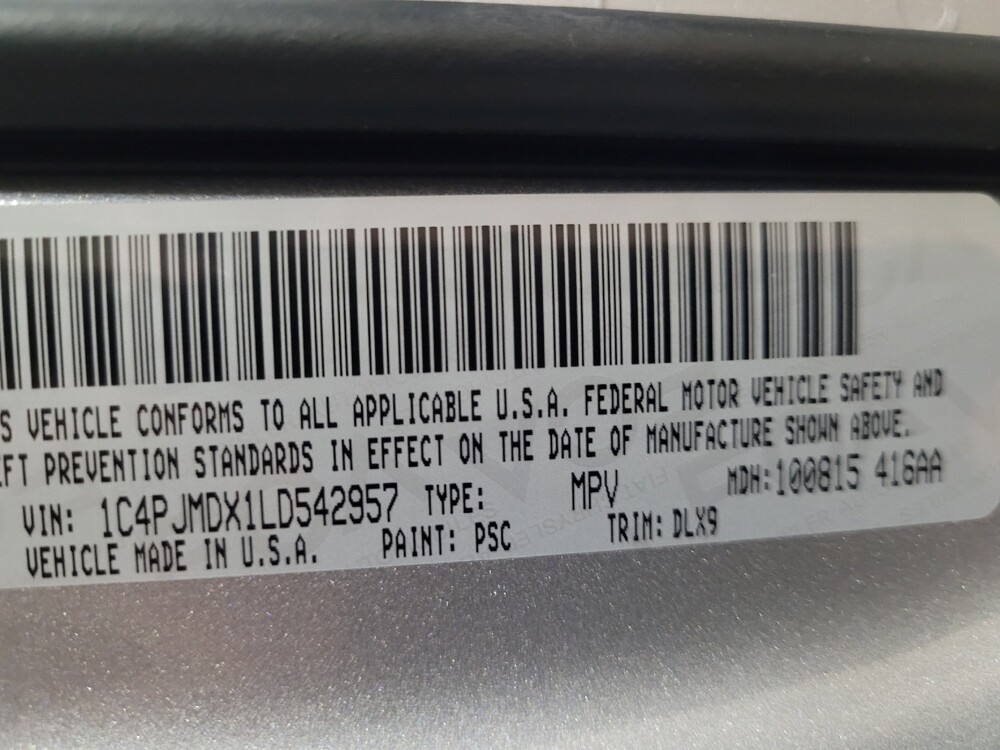 S VEHICLE CONFORMS TO ALL APPLICABLE U.S.A. FEDERAL MOTOR VEHICLE SAFETY AND
EFT PREVENTION STANDARDS IN EFFECT ON THE DATE OF MANUFACTURE SHOWN ABOVE.
VIN: 1C4PJMDX1LD542957 TYPE: MPV MDH:100815 416AA
VEHICLE MADE IN U.S.A. PAINT: PSC TRIM: DLX9